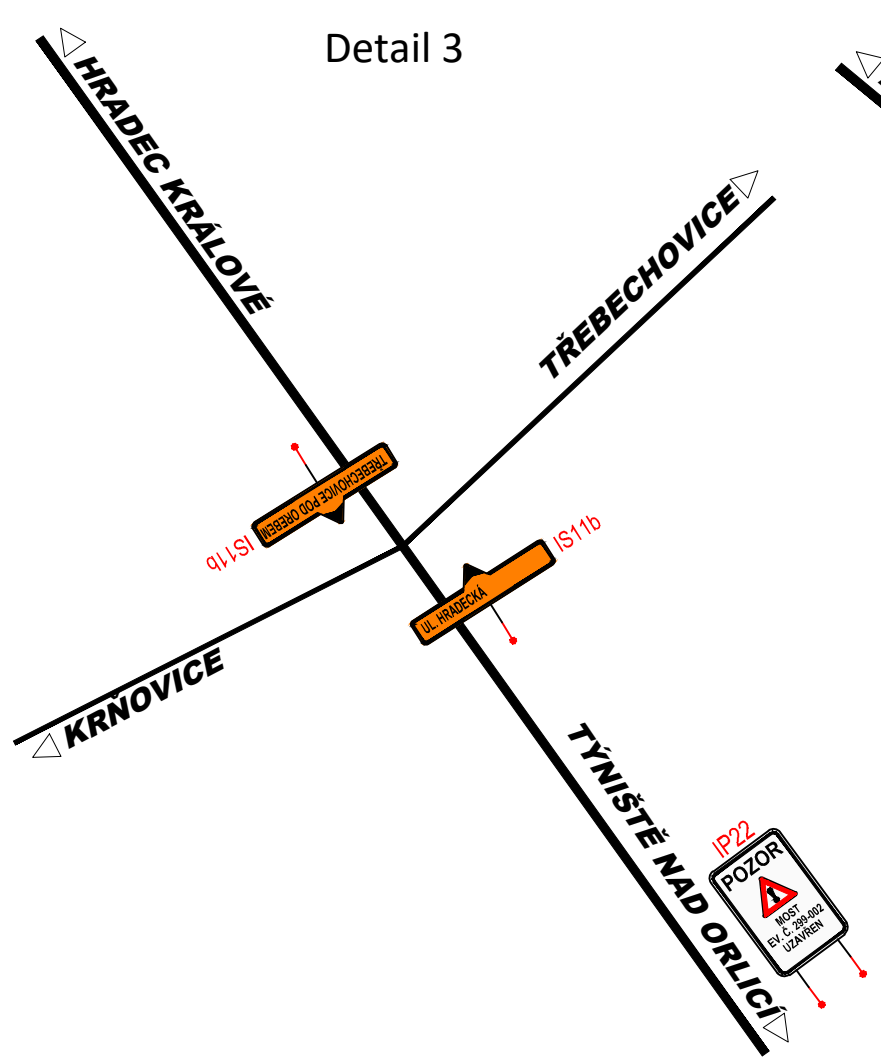 Detail 3
HRADEC KRÁLOVÉ
TŘEBECHOVICE
TŘEBECHOVICE POD OREBEM
IS11b
IS11b
UL. HRADECKÁ
KRŇOVICE
TÝNIŠTĚ NAD ORLICÍ
IP22
POZOR
MOST
EV. Č. 299-002
UZAVŘEN